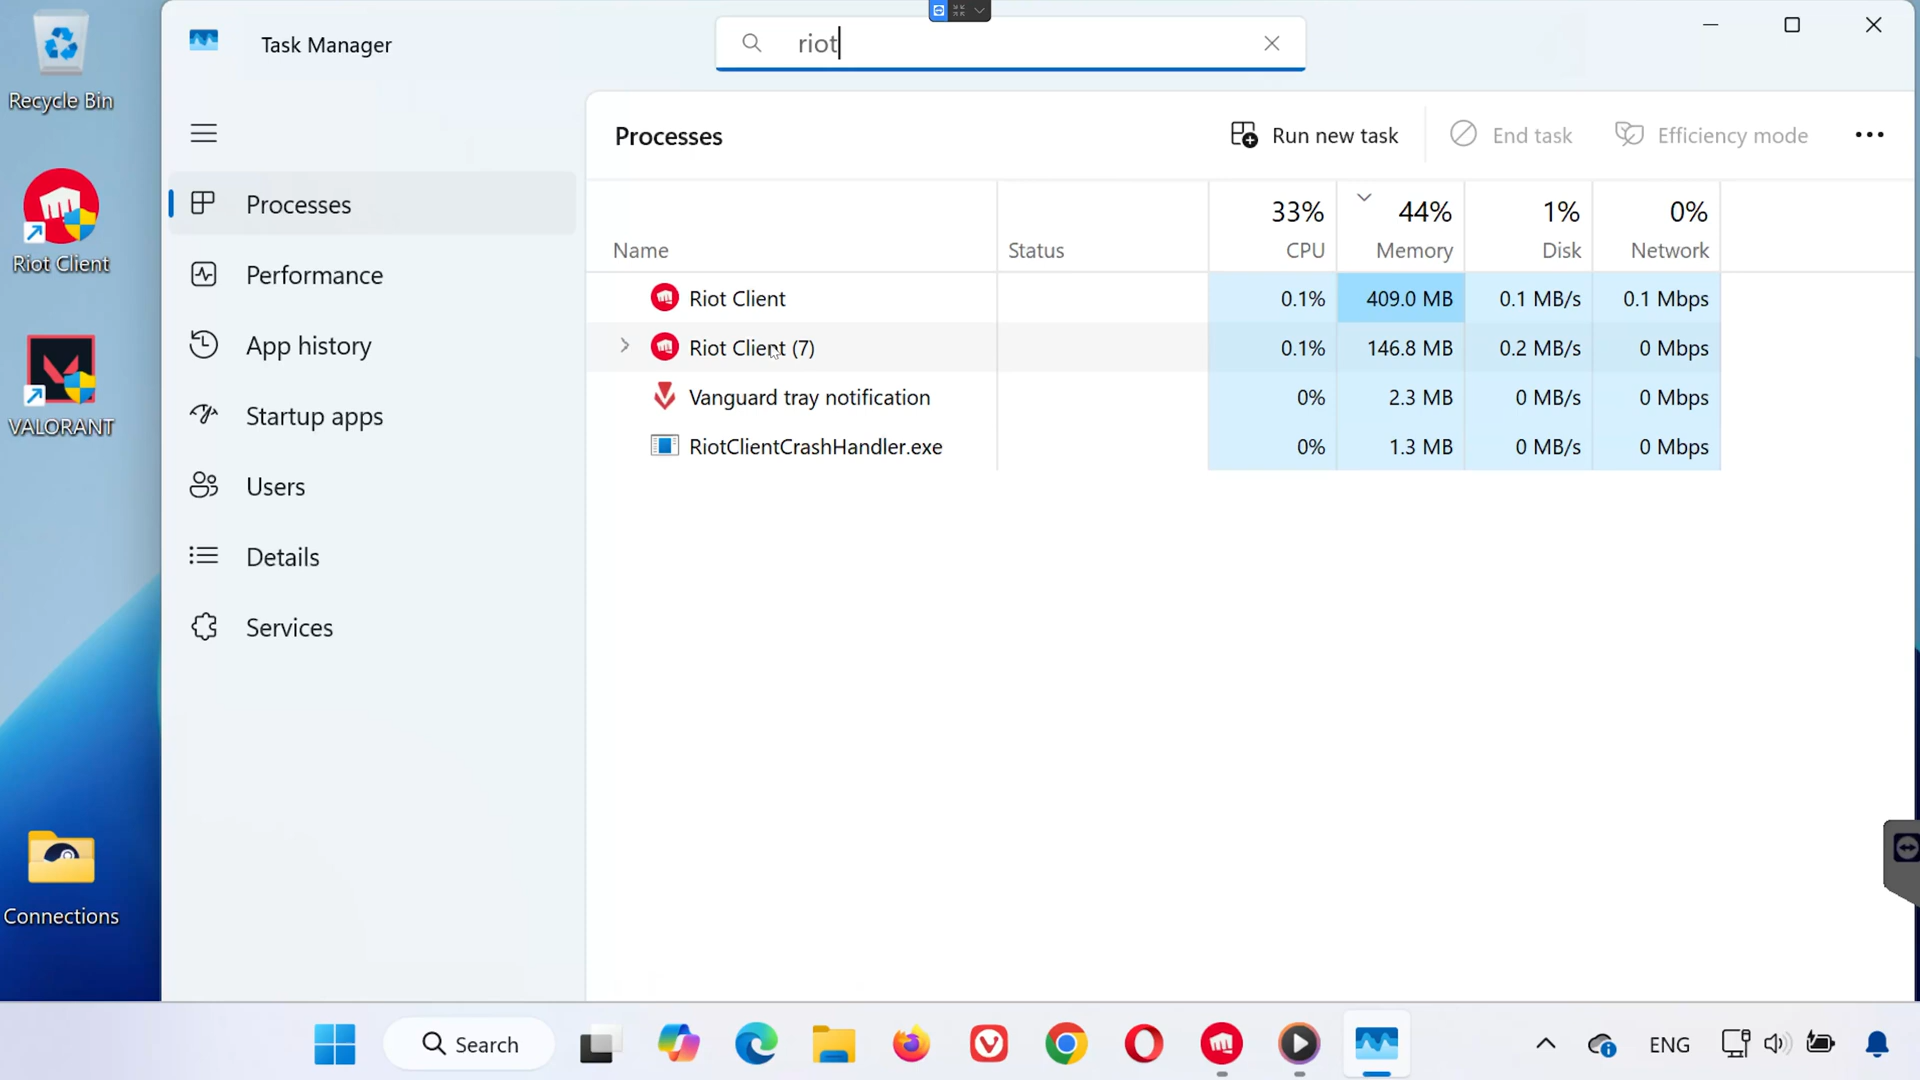 Recycle Bin
Riot Client
VALORANT
Connections
Task Manager
riot
Processes
Performance
App history
Startup apps
Users
Details
Services
Processes
Run new task
End task
Efficiency mode
Name Status 33% CPU 44% Memory 1% Disk 0% Network
Riot Client 0.1% 409.0 MB 0.1 MB/s 0.1 Mbps
Riot Client (7) 0.1% 146.8 MB 0.2 MB/s 0 Mbps
Vanguard tray notification 0% 2.3 MB 0 MB/s 0 Mbps
RiotClientCrashHandler.exe 0% 1.3 MB 0 MB/s 0 Mbps
Search
ENG